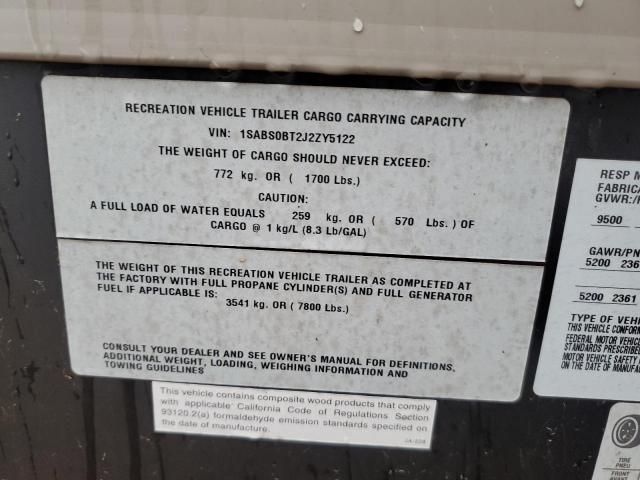 RECREATION VEHICLE TRAILER CARGO CARRYING CAPACITY
VIN: 1SABS0BT2J2ZY5122
THE WEIGHT OF CARGO SHOULD NEVER EXCEED:
772 kg. OR ( 1700 Lbs.)
CAUTION:
A FULL LOAD OF WATER EQUALS 259 kg. OR ( 570 Lbs. ) OF
CARGO @ 1 kg/L (8.3 Lb/GAL)
THE WEIGHT OF THIS RECREATION VEHICLE TRAILER AS COMPLETED AT
THE FACTORY WITH FULL PROPANE CYLINDER(S) AND FULL GENERATOR
FUEL IF APPLICABLE IS:
3541 kg. OR ( 7800 Lbs.)
CONSULT YOUR DEALER AND SEE OWNER'S MANUAL FOR DEFINITIONS,
ADDITIONAL WEIGHT, LOADING, WEIGHING INFORMATION AND
TOWING GUIDELINES
This vehicle contains composite wood products that comply
with applicable California Code of Regulations Section
93120.2(a) formaldehyde emission standards specified on
the date of manufacture.
RESP M
FABRICA
GVWR:/
9500
GAWR/PN
5200 236
5200 2361
TYPE OF VEHI
THIS VEHICLE CONFORM
FEDERAL MOTOR VEHICL
STANDARDS PRESCRIBED
MOTOR VEHICLE SAFETY
ON THE DATE OF MANUFA
TIRE
PNEU
FRONT
AVANT